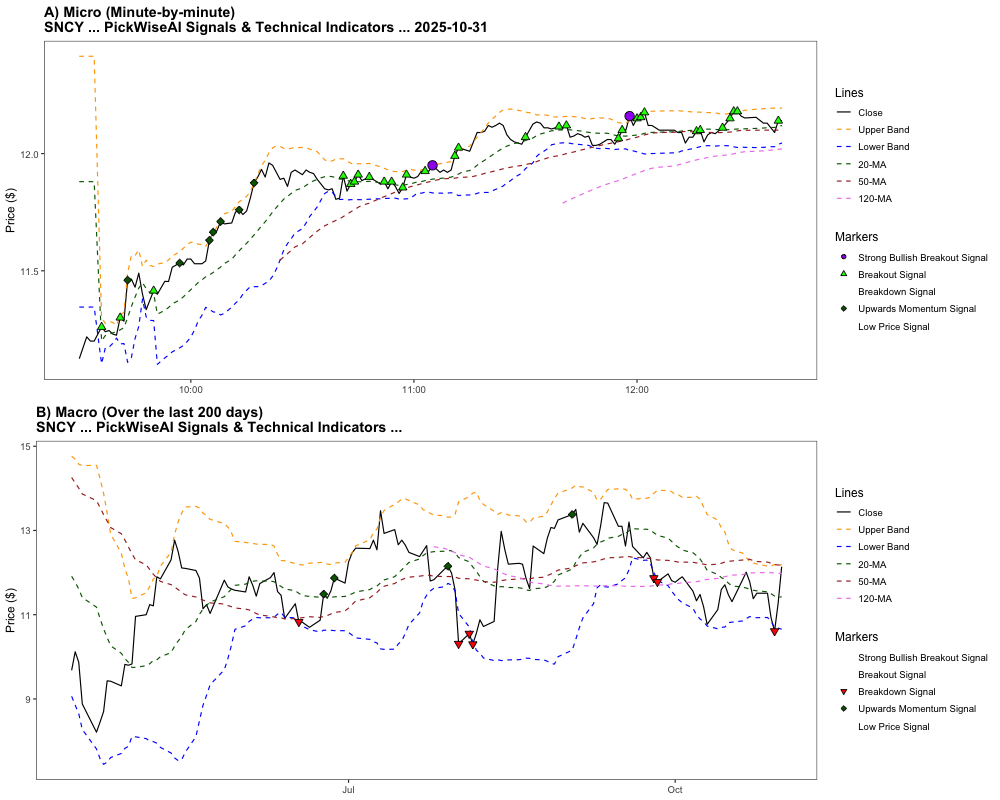 A) Micro (Minute-by-minute)
SNCY ... PickWiseAI Signals & Technical Indicators ... 2025-10-31
Price ($)
12.0
11.5
10:00
11:00
12:00
Lines
Close
Upper Band
Lower Band
20-MA
50-MA
120-MA
Markers
Strong Bullish Breakout Signal
Breakout Signal
Breakdown Signal
Upwards Momentum Signal
Low Price Signal
B) Macro (Over the last 200 days)
SNCY ... PickWiseAI Signals & Technical Indicators ...
Price ($)
15
13
11
9
Jul
Oct
Lines
Close
Upper Band
Lower Band
20-MA
50-MA
120-MA
Markers
Strong Bullish Breakout Signal
Breakout Signal
Breakdown Signal
Upwards Momentum Signal
Low Price Signal